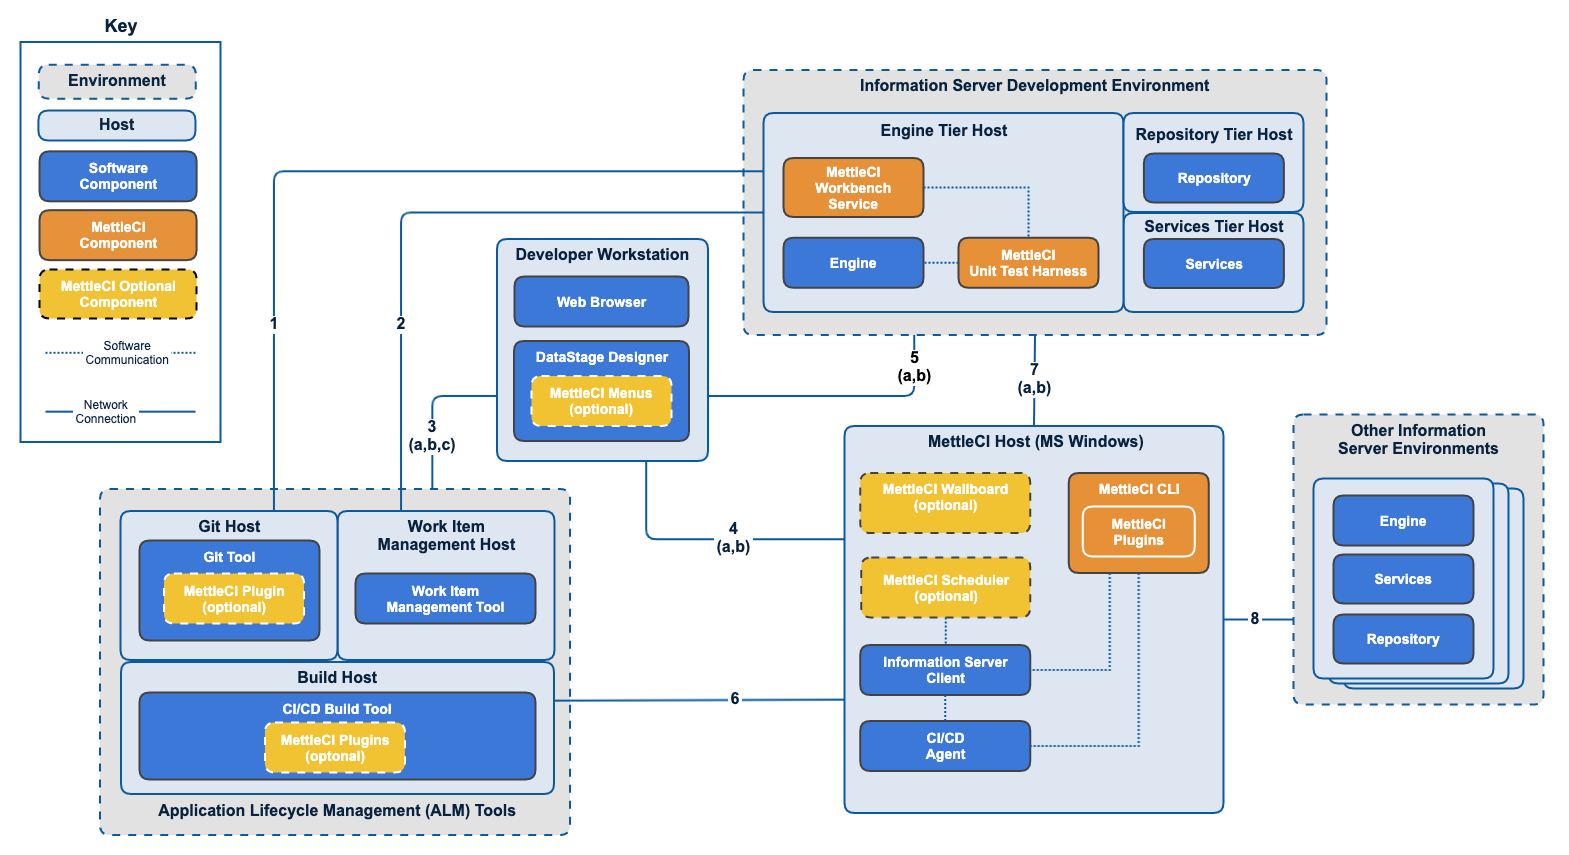 Key
Environment
Host
Software
Component
MettleCI
Component
MettleCI Optional
Component
Software
Communication
Network
Connection
Information Server Development Environment
Engine Tier Host
MettleCI
Workbench
Service
Engine
MettleCI
Unit Test Harness
Repository Tier Host
Repository
Services Tier Host
Services
Developer Workstation
Web Browser
DataStage Designer
MettleCI Menus
(optional)
1
2
3
(a,b,c)
4
(a,b)
5
(a,b)
6
7
(a,b)
8
Git Host
Git Tool
MettleCI Plugin
(optional)
Work Item
Management Host
Work Item
Management Tool
Build Host
CI/CD Build Tool
MettleCI Plugins
(optonal)
Application Lifecycle Management (ALM) Tools
MettleCI Host (MS Windows)
MettleCI Wallboard
(optional)
MettleCI CLI
MettleCI
Plugins
MettleCI Scheduler
(optional)
Information Server
Client
CI/CD
Agent
Other Information
Server Environments
Engine
Services
Repository